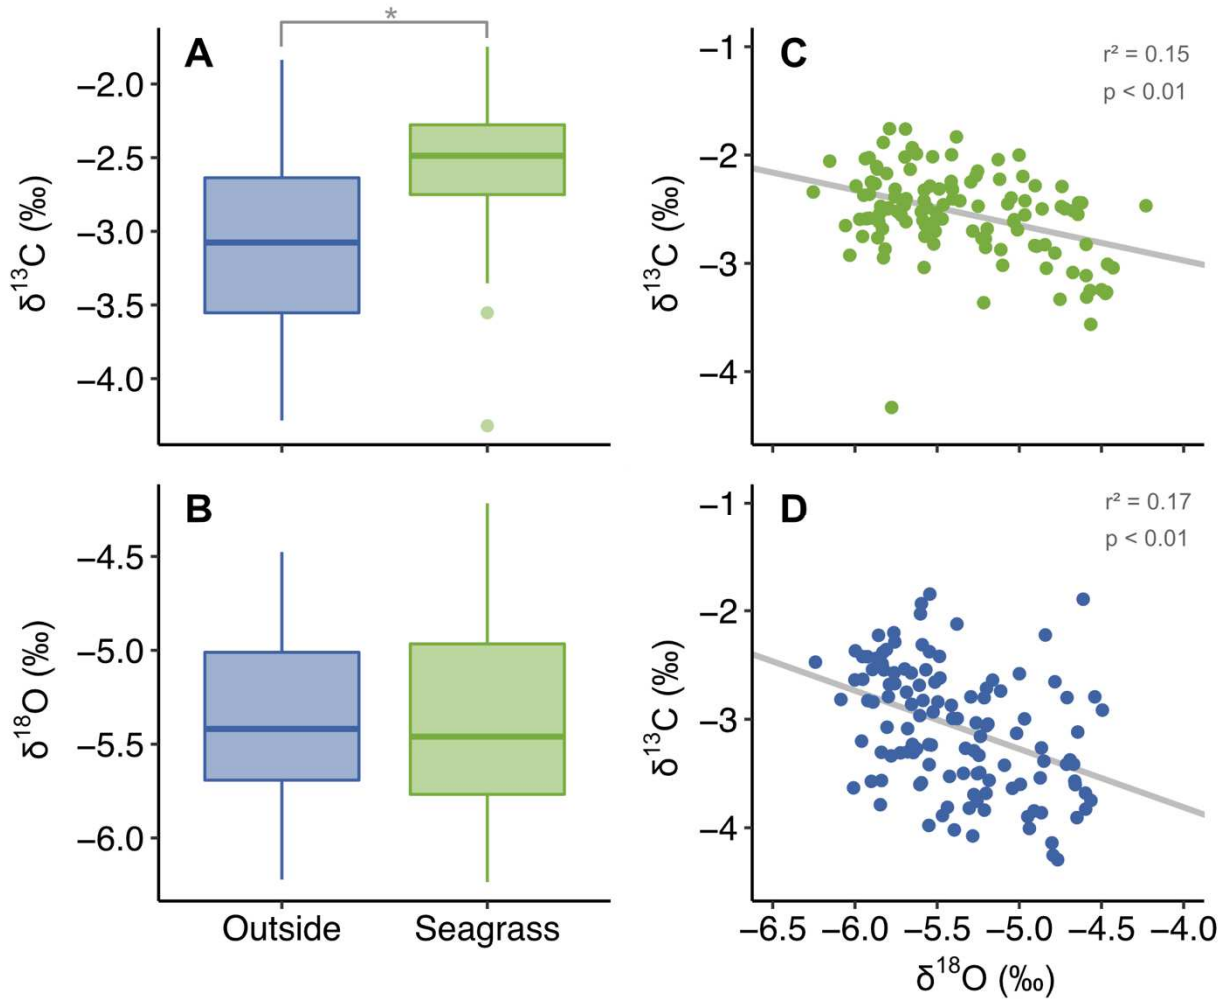 *
A
δ¹³C (‰)
−2.0
−2.5
−3.0
−3.5
−4.0
C
r² = 0.15
p < 0.01
δ¹³C (‰)
−1
−2
−3
−4
B
δ¹⁸O (‰)
−4.5
−5.0
−5.5
−6.0
Outside Seagrass
D
r² = 0.17
p < 0.01
δ¹³C (‰)
−1
−2
−3
−4
−6.5 −6.0 −5.5 −5.0 −4.5 −4.0
δ¹⁸O (‰)